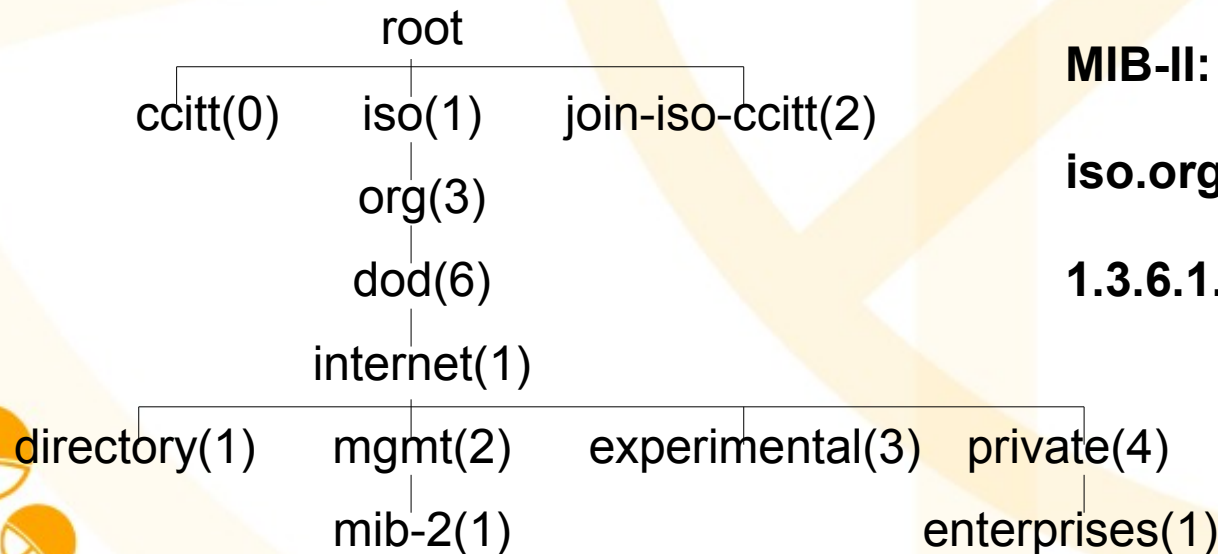 root
ccitt(0) iso(1) join-iso-ccitt(2)
org(3)
dod(6)
internet(1)
directory(1) mgmt(2) experimental(3) private(4)
mib-2(1) enterprises(1)
MIB-II:
iso.org
1.3.6.1.